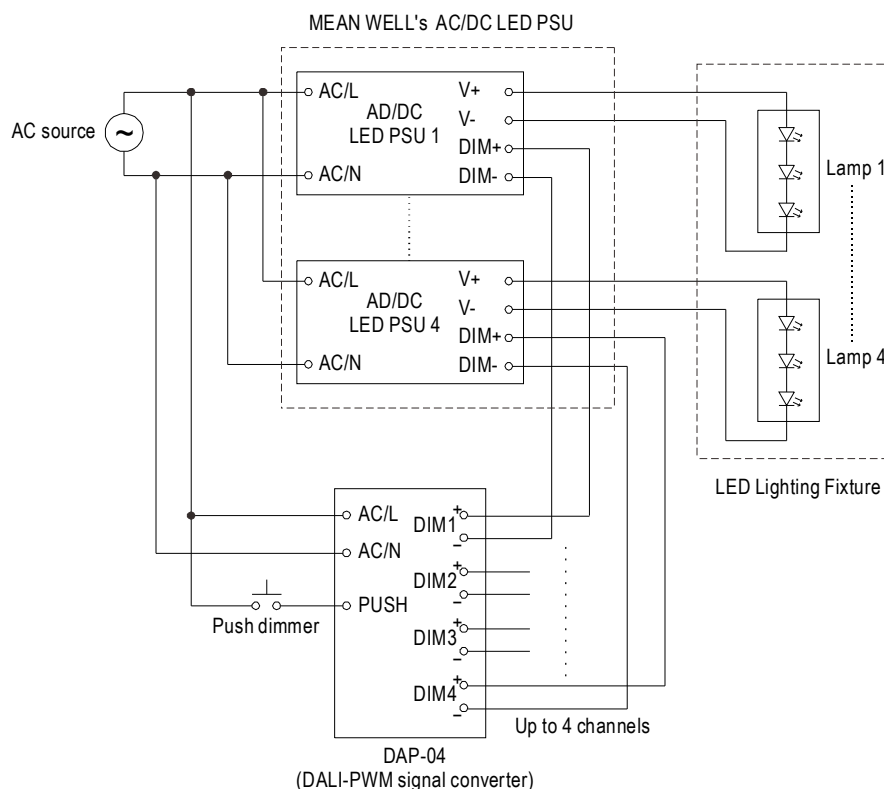 MEAN WELL's AC/DC LED PSU
AC source
~
AC/L
AD/DC
LED PSU 1
AC/N
V+
V-
DIM+
DIM-
Lamp 1
AC/L
AD/DC
LED PSU 4
AC/N
V+
V-
DIM+
DIM-
Lamp 4
LED Lighting Fixture
AC/L
AC/N
PUSH
Push dimmer
DIM1
+
–
DIM2
+
–
DIM3
+
–
DIM4
+
–
Up to 4 channels
DAP-04
(DALI-PWM signal converter)